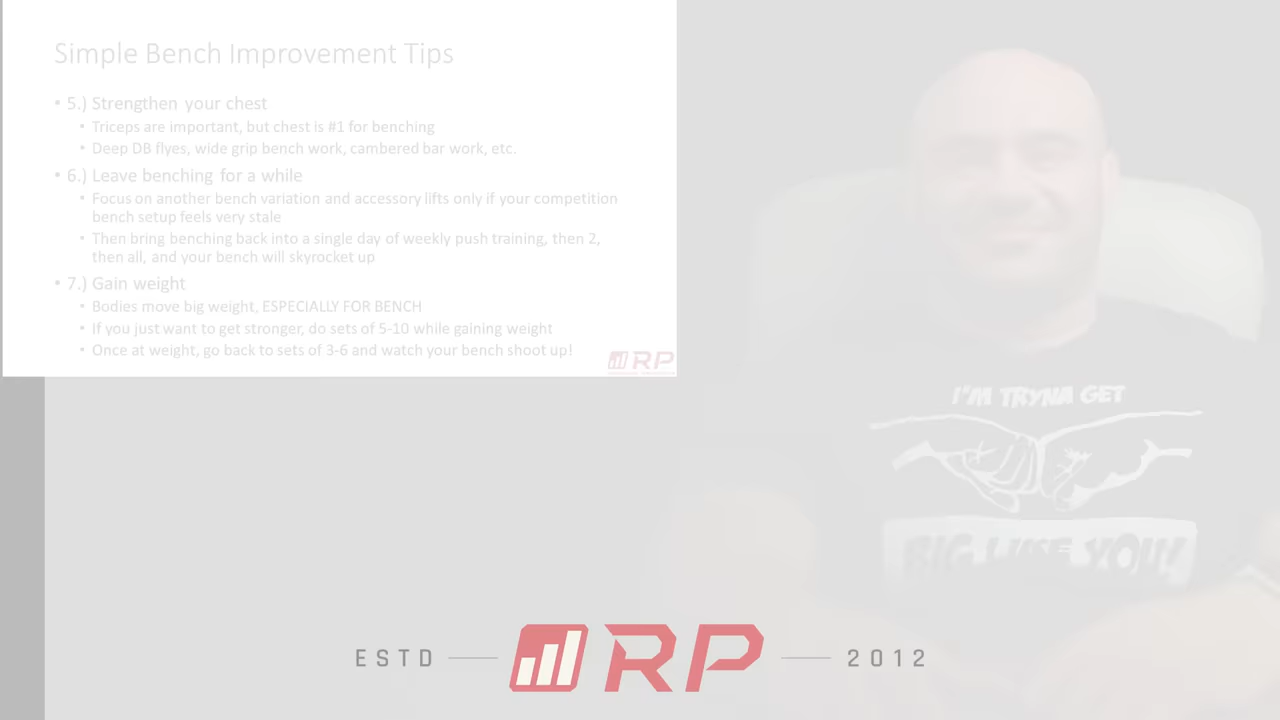 Simple Bench Improvement Tips
• 5.) Strengthen your chest
• Triceps are important, but chest is #1 for benching
• Deep DB flyes, wide grip bench work, cambered bar work, etc.
• 6.) Leave benching for a while
• Focus on another bench variation and accessory lifts only if your competition
bench setup feels very stale
• Then bring benching back into a single day of weekly push training, then 2,
then all, and your bench will skyrocket up
• 7.) Gain weight
• Bodies move big weight, ESPECIALLY FOR BENCH
• If you just want to get stronger, do sets of 5-10 while gaining weight
• Once at weight, go back to sets of 3-6 and watch your bench shoot up!
RP
I'M TRYNA GET
BIG LIKE YOU!
ESTD RP 2012